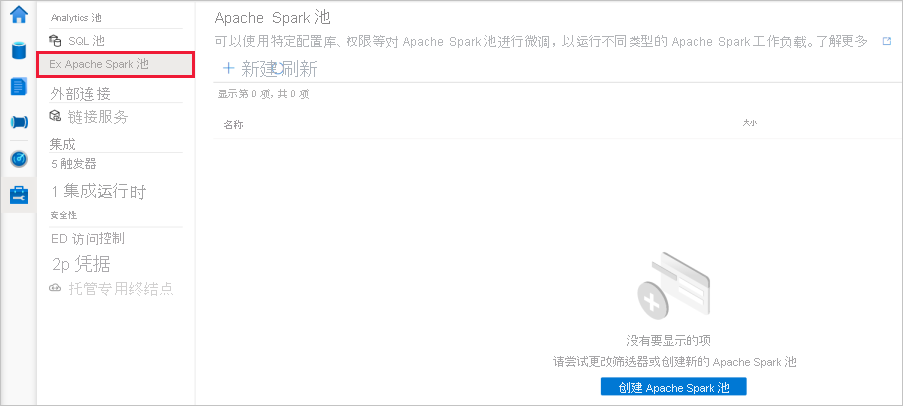 Analytics 池
SQL 池
Ex Apache Spark 池
外部连接
链接服务
集成
5 触发器
1 集成运行时
安全性
ED 访问控制
2p 凭据
托管专用终结点
Apache Spark 池
可以使用特定配置库、权限等对 Apache Spark 池进行微调，以运行不同类型的 Apache Spark 工作负载。了解更多
+ 新建 刷新
显示第 0 项，共 0 项
名称 大小
没有要显示的项
请尝试更改筛选器或创建新的 Apache Spark 池
创建 Apache Spark 池